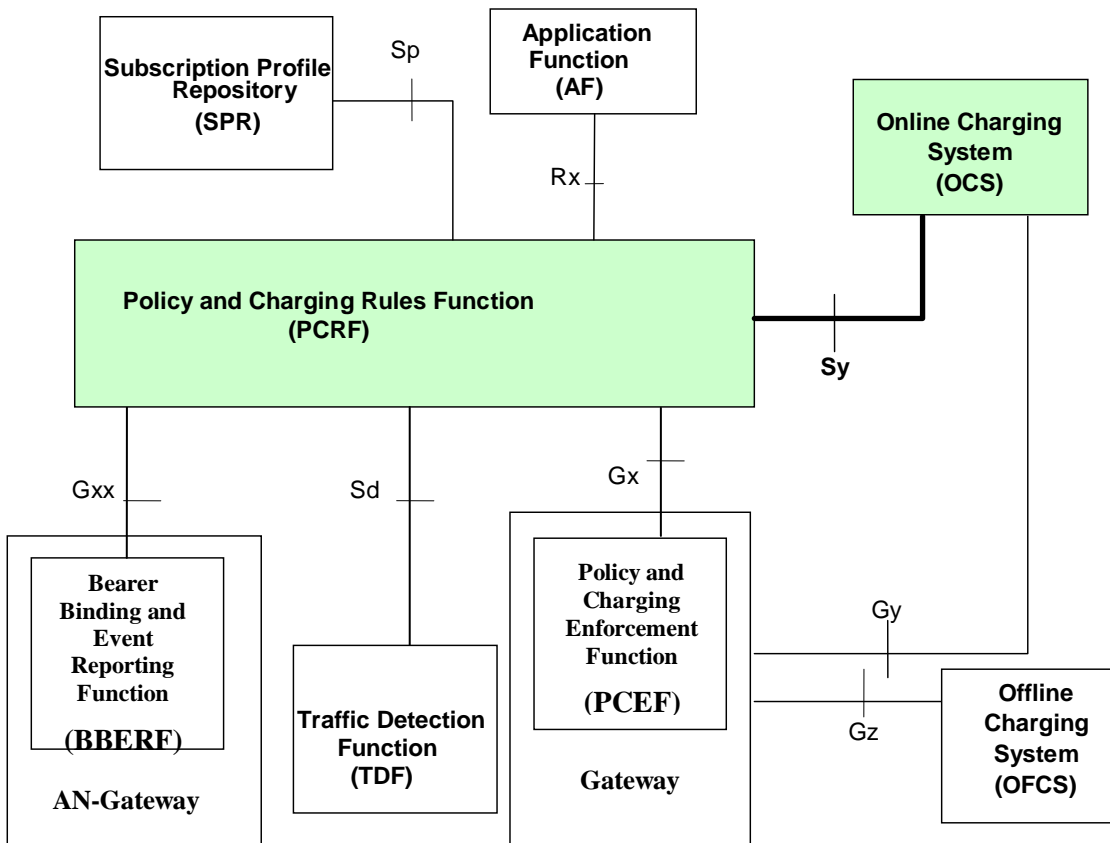 Sp
Subscription Profile
Repository
(SPR)
Application
Function
(AF)
Rx
Online Charging
System
(OCS)
Policy and Charging Rules Function
(PCRF)
Sy
Gxx
Sd
Gx
Bearer
Binding and
Event
Reporting
Function
(BBERF)
AN-Gateway
Traffic Detection
Function
(TDF)
Policy and
Charging
Enforcement
Function
(PCEF)
Gateway
Gy
Gz
Offline
Charging
System
(OFCS)